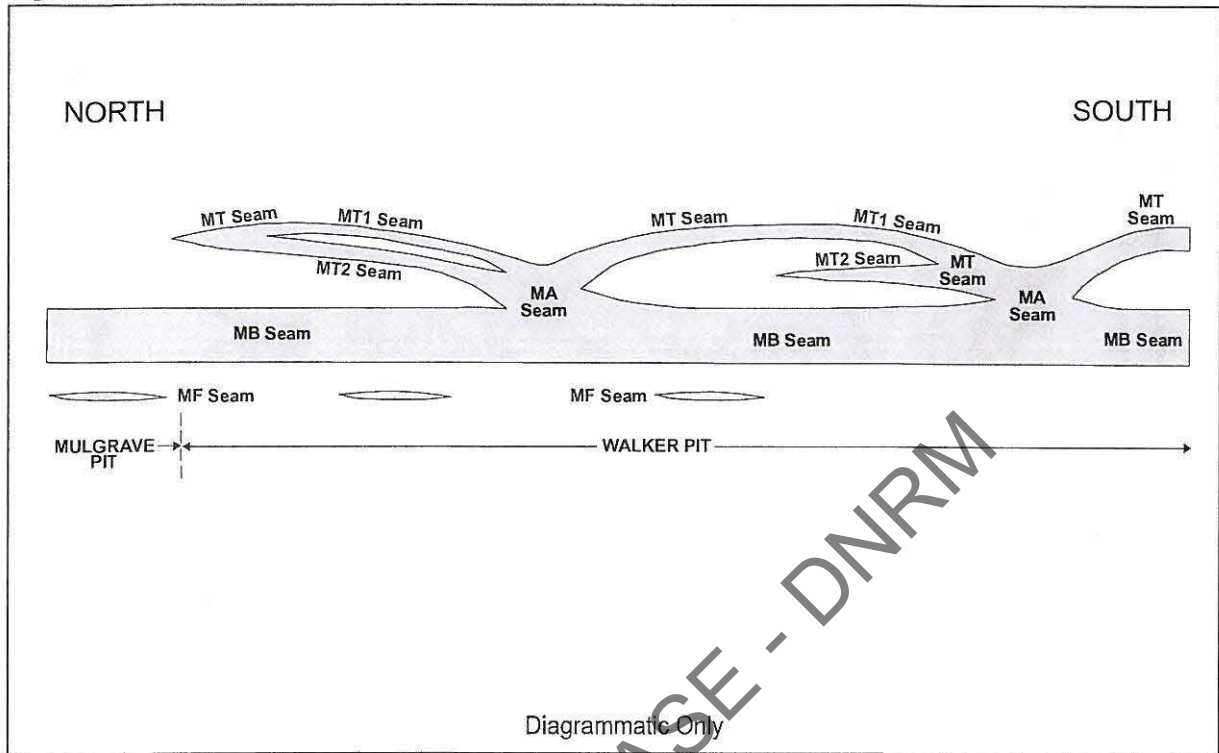 NORTH
SOUTH
MT Seam
MT1 Seam
MT2 Seam
MT Seam
MT1 Seam
MT2 Seam
MT
Seam
MT
Seam
MA
Seam
MA
Seam
MB Seam
MB Seam
MB Seam
MF Seam
MF Seam
MULGRAVE
PIT
WALKER PIT
Diagrammatic Only
ASE - DNRM